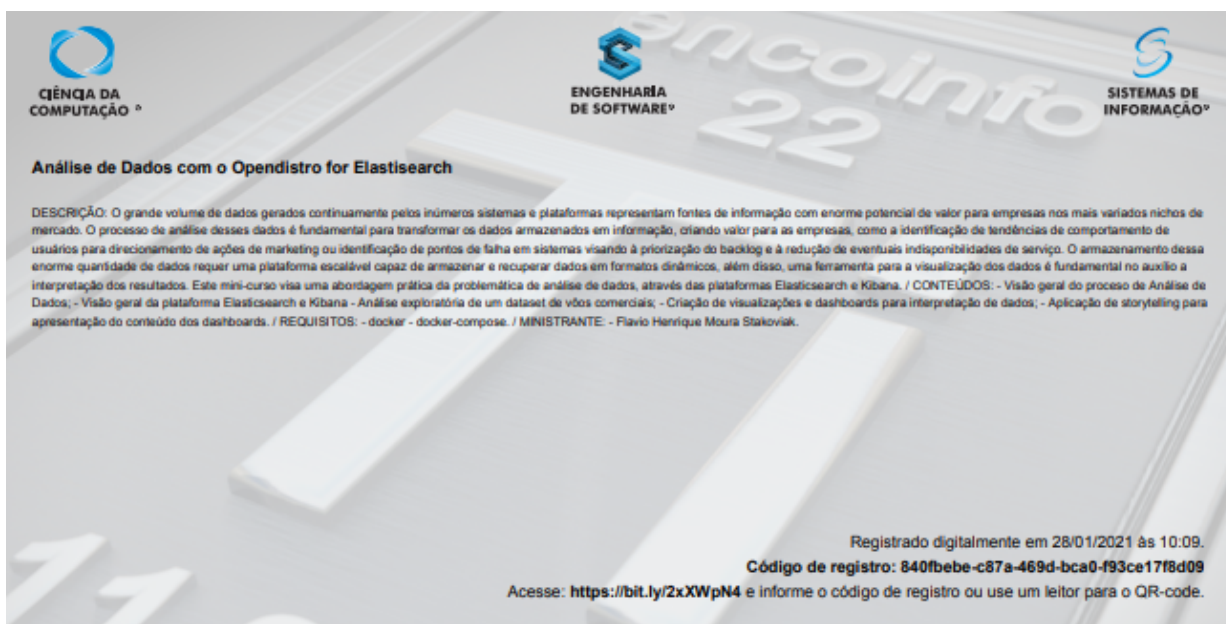 encoinfo
22
CIÊNCIA DA
COMPUTAÇÃO
ENGENHARIA
DE SOFTWARE
SISTEMAS DE
INFORMAÇÃO
Análise de Dados com o Opendistro for Elastisearch
DESCRIÇÃO: O grande volume de dados gerados continuamente pelos inúmeros sistemas e plataformas representam fontes de informação com enorme potencial de valor para empresas nos mais variados nichos de
mercado. O processo de análise desses dados é fundamental para transformar os dados armazenados em informação, criando valor para as empresas, como a identificação de tendências de comportamento de
usuários para direcionamento de ações de marketing ou identificação de pontos de falha em sistemas visando à priorização do backlog e à redução de eventuais indisponibilidades de serviço. O armazenamento dessa
enorme quantidade de dados requer uma plataforma escalável capaz de armazenar e recuperar dados em formatos dinâmicos, além disso, uma ferramenta para a visualização dos dados é fundamental no auxílio a
interpretação dos resultados. Este mini-curso visa uma abordagem prática da problemática de análise de dados, através das plataformas Elasticsearch e Kibana. / CONTEÚDOS: - Visão geral do proceso de Análise de
Dados; - Visão geral da plataforma Elasticsearch e Kibana - Análise exploratória de um dataset de vôos comerciais; - Criação de visualizações e dashboards para interpretação de dados; - Aplicação de storytelling para
apresentação do conteúdo dos dashboards. / REQUISITOS: - docker - docker-compose. / MINISTRANTE: - Flavio Henrique Moura Stakoviak.
Registrado digitalmente em 28/01/2021 às 10:09.
Código de registro: 840fbebe-c87a-469d-bca0-f93ce17f8d09
Acesse: https://bit.ly/2xXWpN4 e informe o código de registro ou use um leitor para o QR-code.